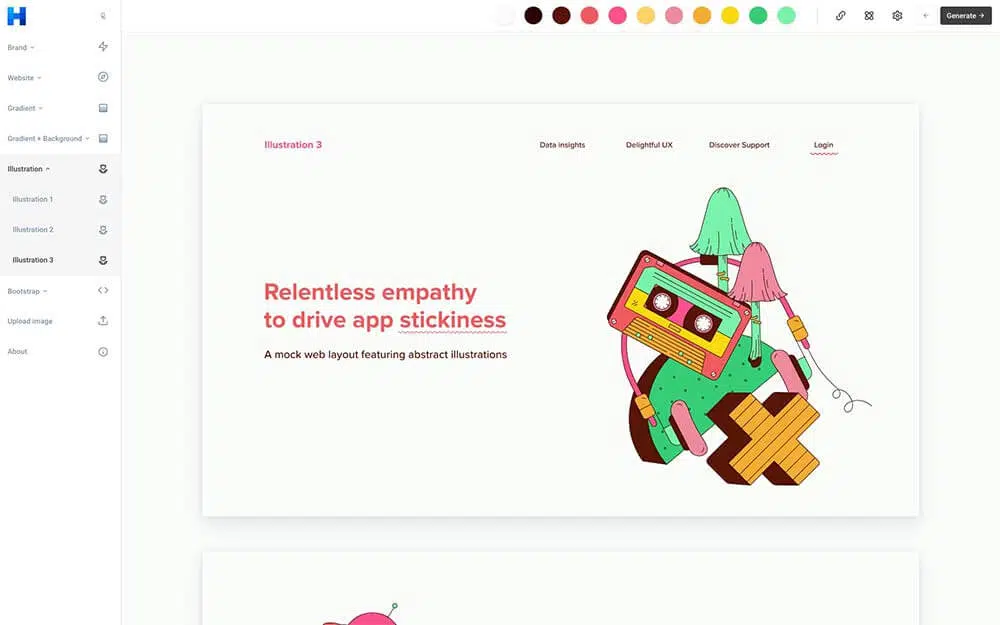 H
Generate →
Brand
Website
Gradient
Gradient + Background
Illustration
Illustration 1
Illustration 2
Illustration 3
Bootstrap
Upload image
About
Illustration 3
Data insights
Delightful UX
Discover Support
Login
Relentless empathy
to drive app stickiness
A mock web layout featuring abstract illustrations